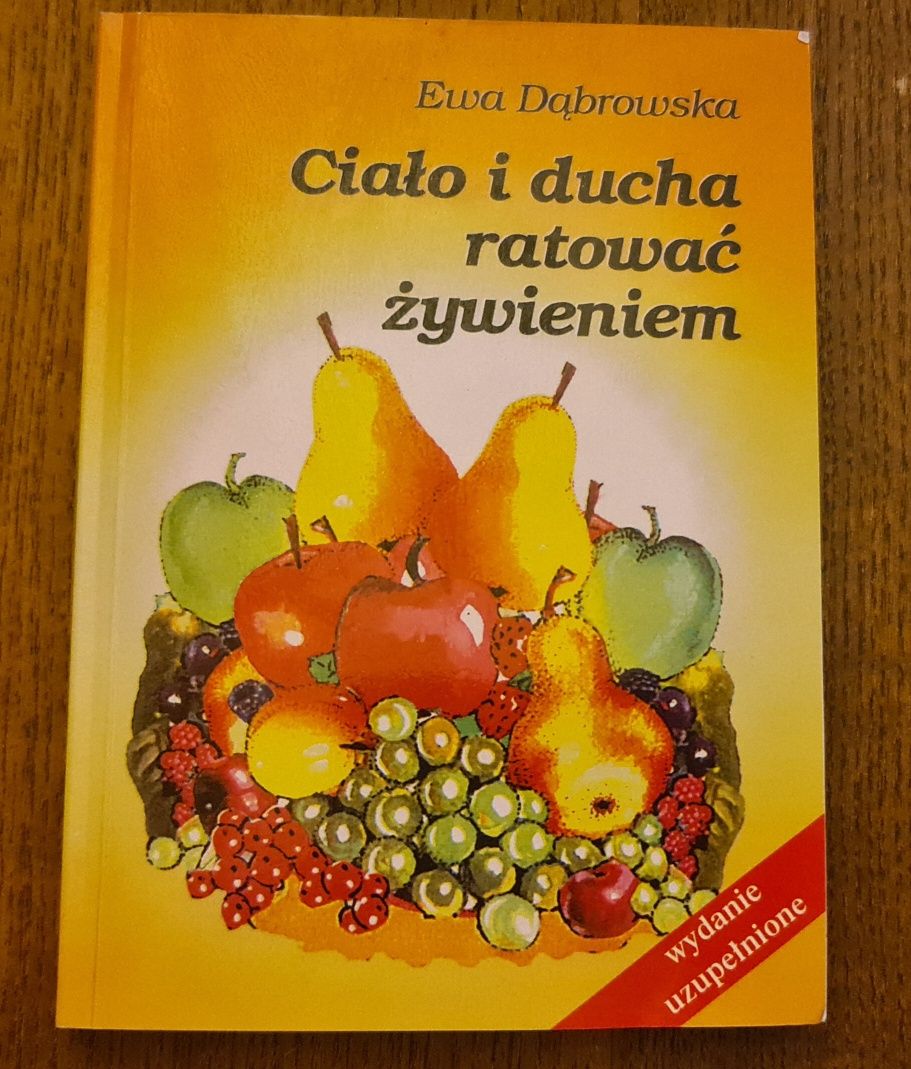 Ewa Dąbrowska
Ciało i ducha
ratować
żywieniem
wydanie
uzupełnione